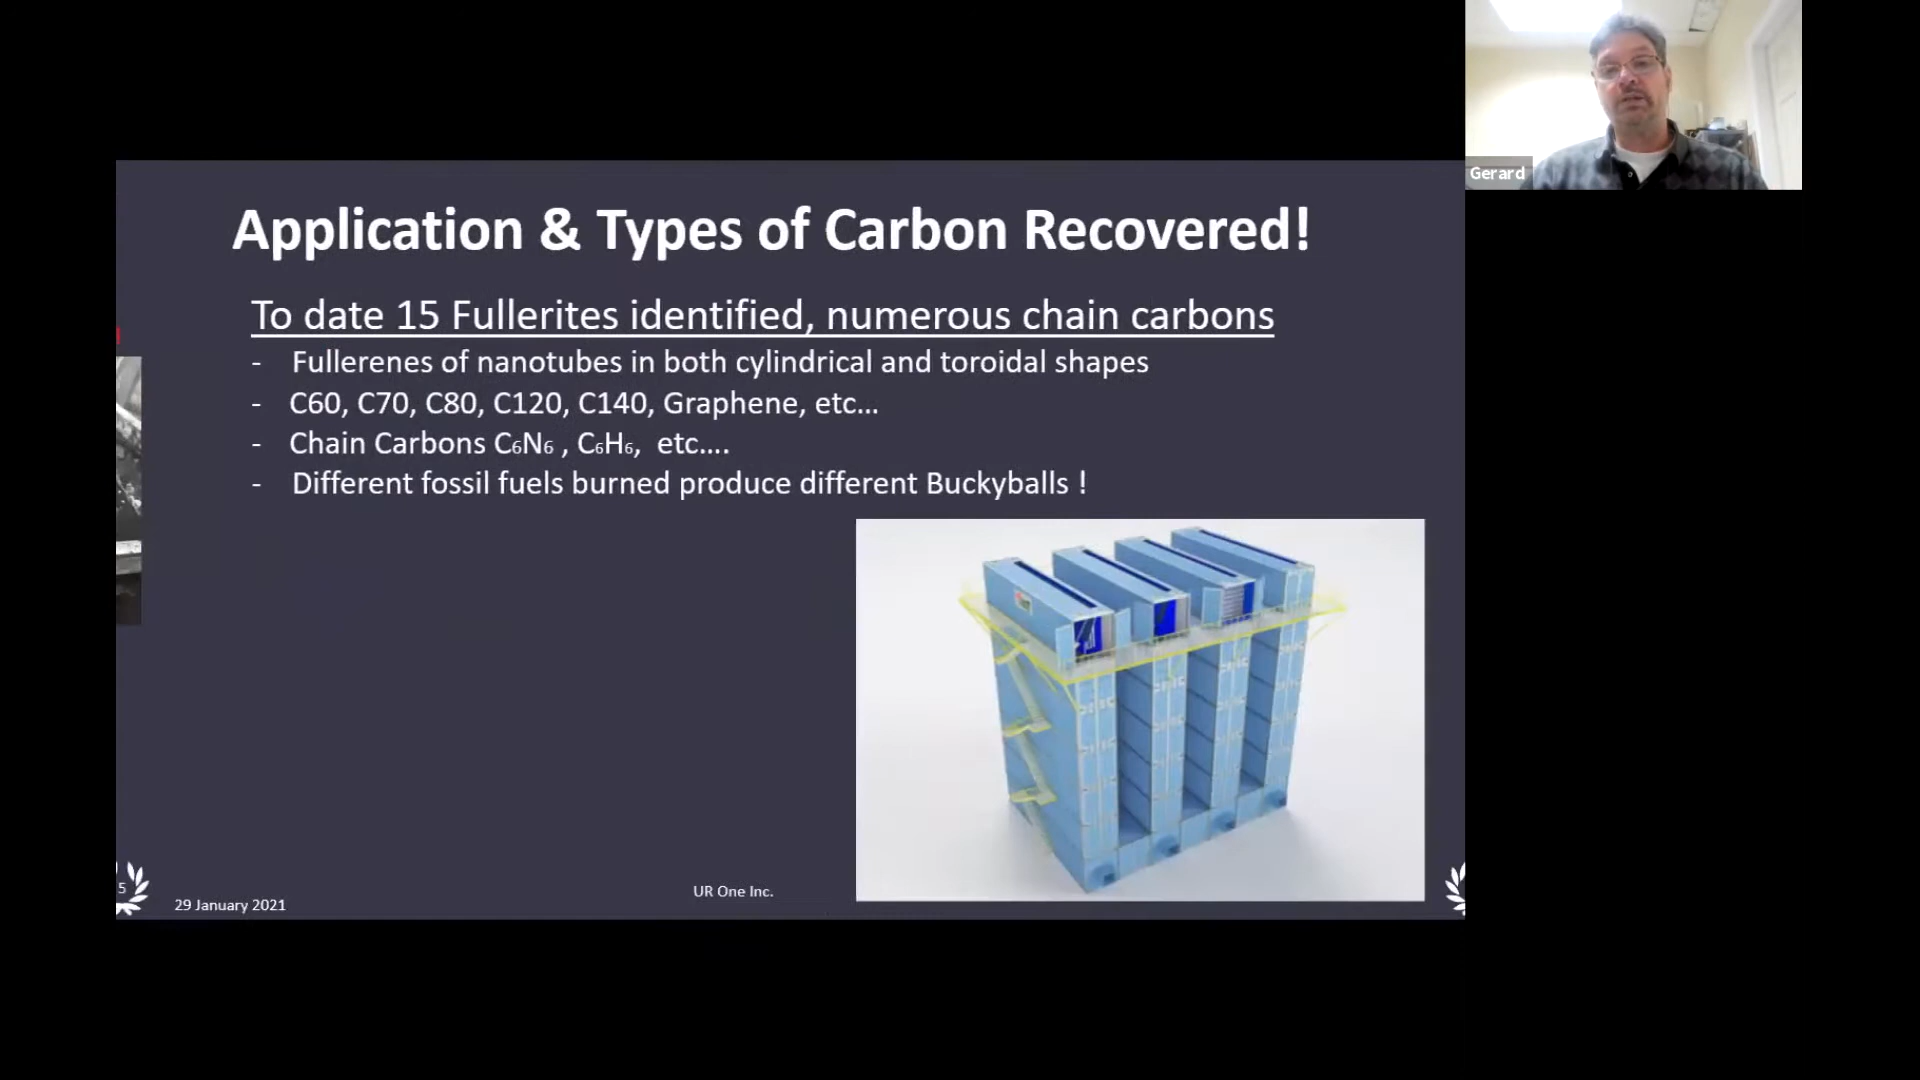 Gerard
Application & Types of Carbon Recovered!
To date 15 Fullerites identified, numerous chain carbons
- Fullerenes of nanotubes in both cylindrical and toroidal shapes
- C60, C70, C80, C120, C140, Graphene, etc...
- Chain Carbons C₆N₆ , C₆H₆, etc....
- Different fossil fuels burned produce different Buckyballs !
5
29 January 2021
UR One Inc.